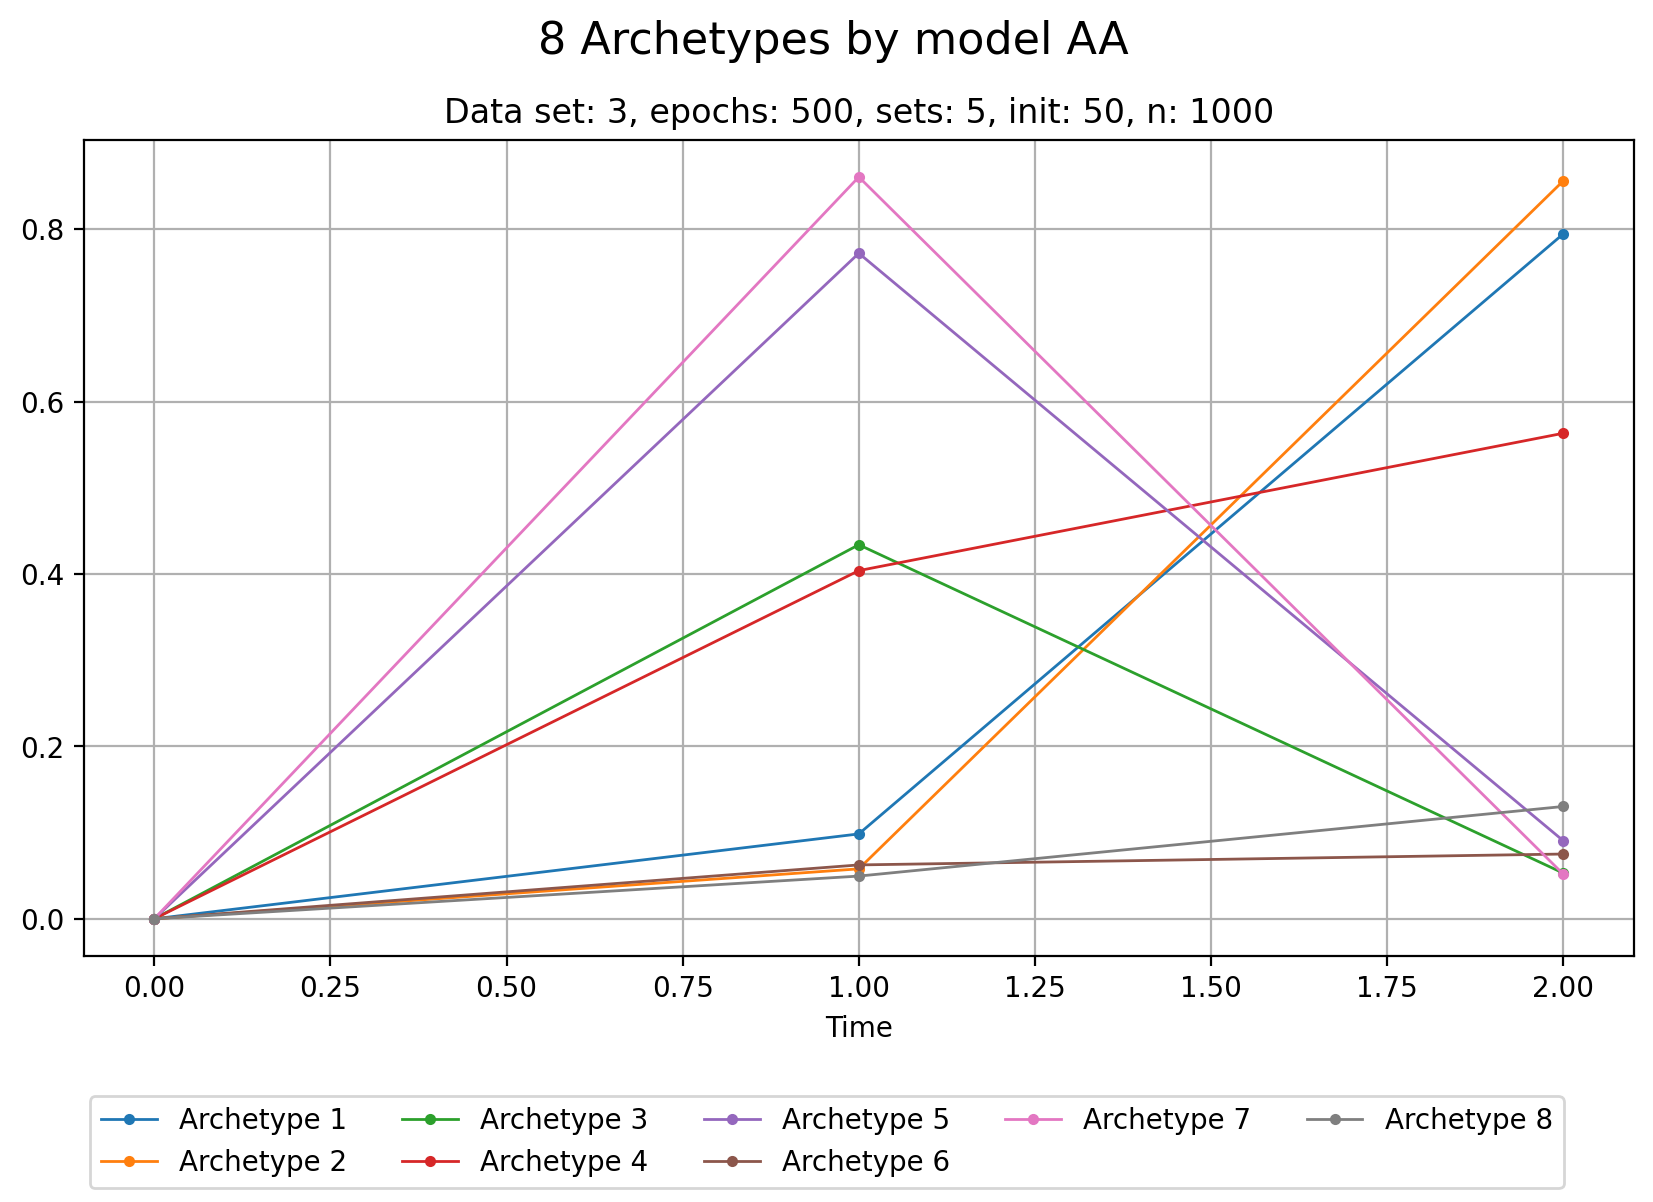 8 Archetypes by model AA
Data set: 3, epochs: 500, sets: 5, init: 50, n: 1000
0.8
0.6
0.4
0.2
0.0
0.00 0.25 0.50 0.75 1.00 1.25 1.50 1.75 2.00
Time
Archetype 1 Archetype 3 Archetype 5 Archetype 7 Archetype 8
Archetype 2 Archetype 4 Archetype 6